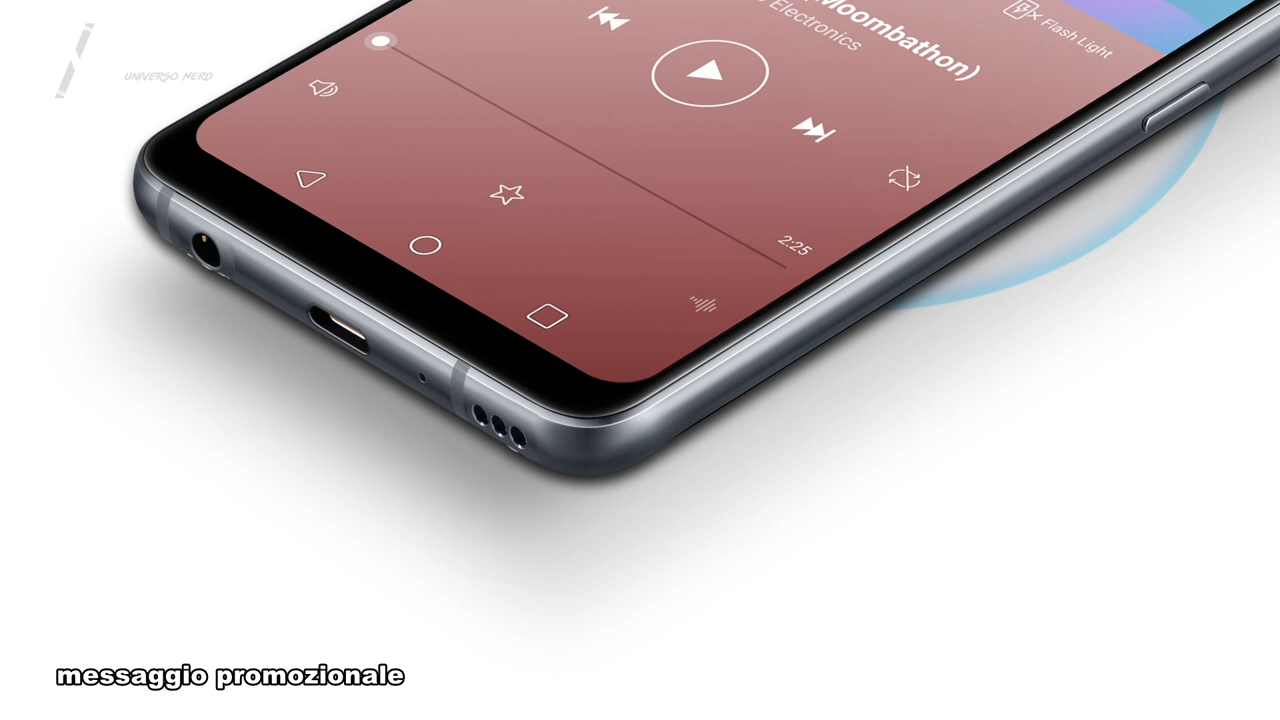 Moombathon)
Electronics
Flash Light
UNIVERSO NERD
2:25
messaggio promozionale